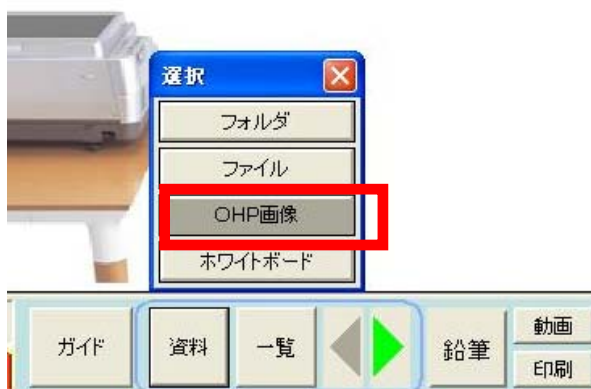 選択
フォルダ
ファイル
OHP画像
ホワイトボード
ガイド
資料
一覧
鉛筆
動画
印刷